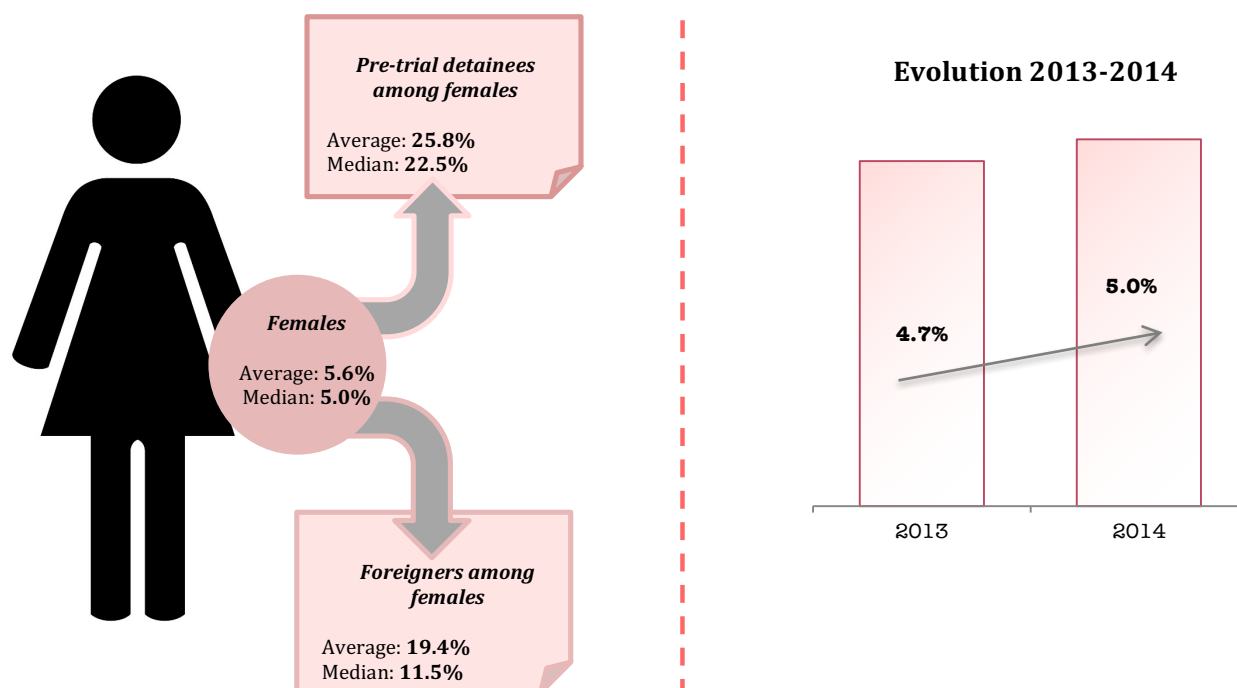 Pre-trial detainees
among females
Average: 25.8%
Median: 22.5%
Females
Average: 5.6%
Median: 5.0%
Foreigners among
females
Average: 19.4%
Median: 11.5%
Evolution 2013-2014
4.7%
5.0%
2013
2014